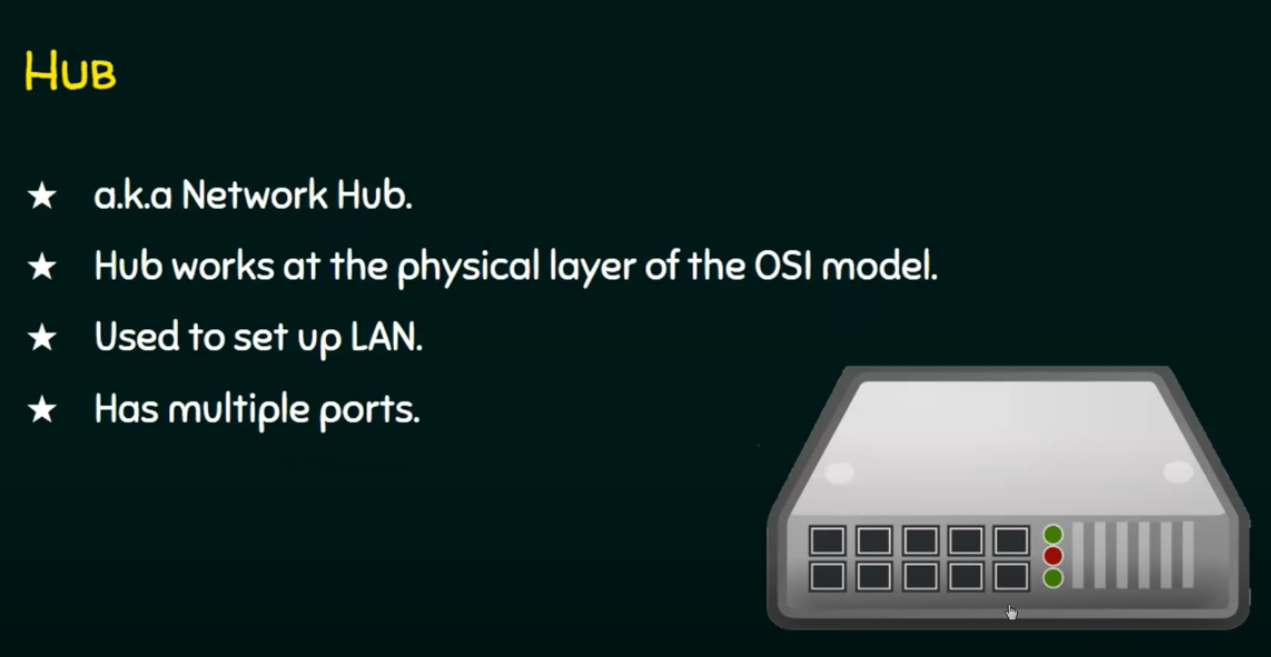 Hub
★ a.k.a Network Hub.
★ Hub works at the physical layer of the OSI model.
★ Used to set up LAN.
★ Has multiple ports.